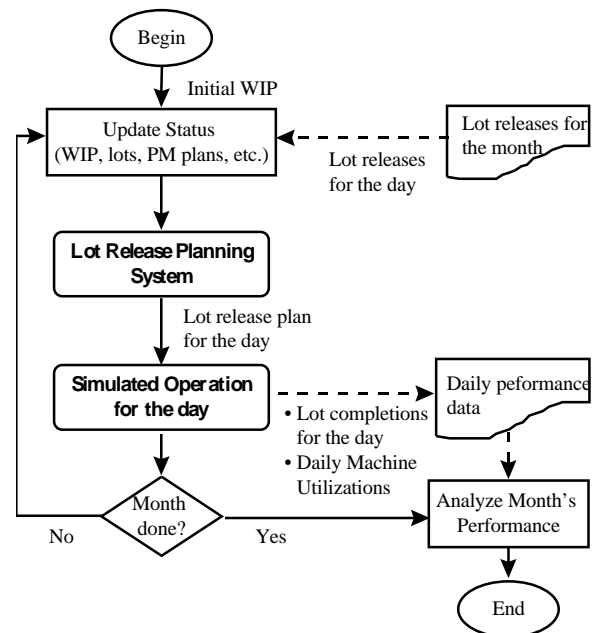 Begin
Initial WIP
Update Status
(WIP, lots, PM plans, etc.)
Lot releases for
the month
Lot releases
for the day
Lot Release Planning
System
Lot release plan
for the day
Simulated Operation
for the day
Daily peformance
data
• Lot completions
for the day
• Daily Machine
Utilizations
Month
done?
No
Yes
Analyze Month's
Performance
End